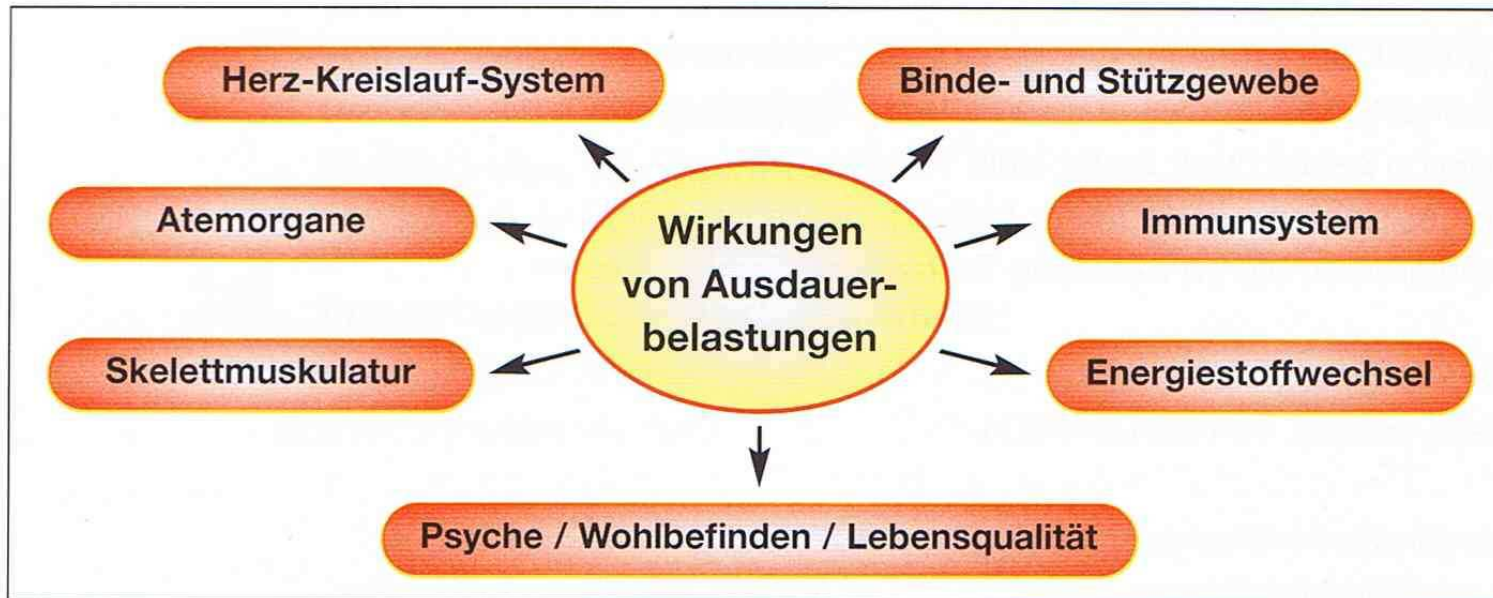 Herz-Kreislauf-System
Binde- und Stützgewebe
Atemorgane
Wirkungen
von Ausdauer-
belastungen
Immunsystem
Skelettmuskulatur
Energiestoffwechsel
Psyche / Wohlbefinden / Lebensqualität